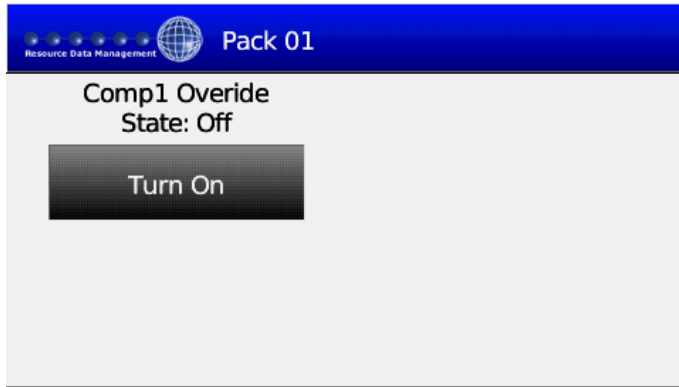 Resource Data Management
Pack 01
Comp1 Overide
State: Off
Turn On